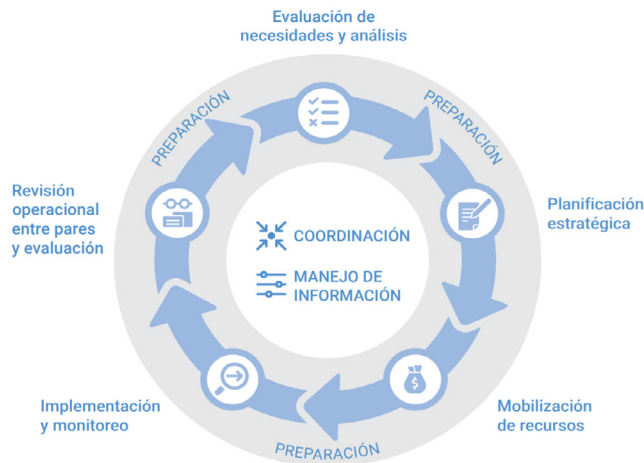 Evaluación de
necesidades y análisis
PREPARACIÓN
PREPARACIÓN
Revisión
operacional
entre pares
y evaluación
Planificación
estratégica
COORDINACIÓN
MANEJO DE
INFORMACIÓN
$
Implementación
y monitoreo
Mobilización
de recursos
PREPARACIÓN